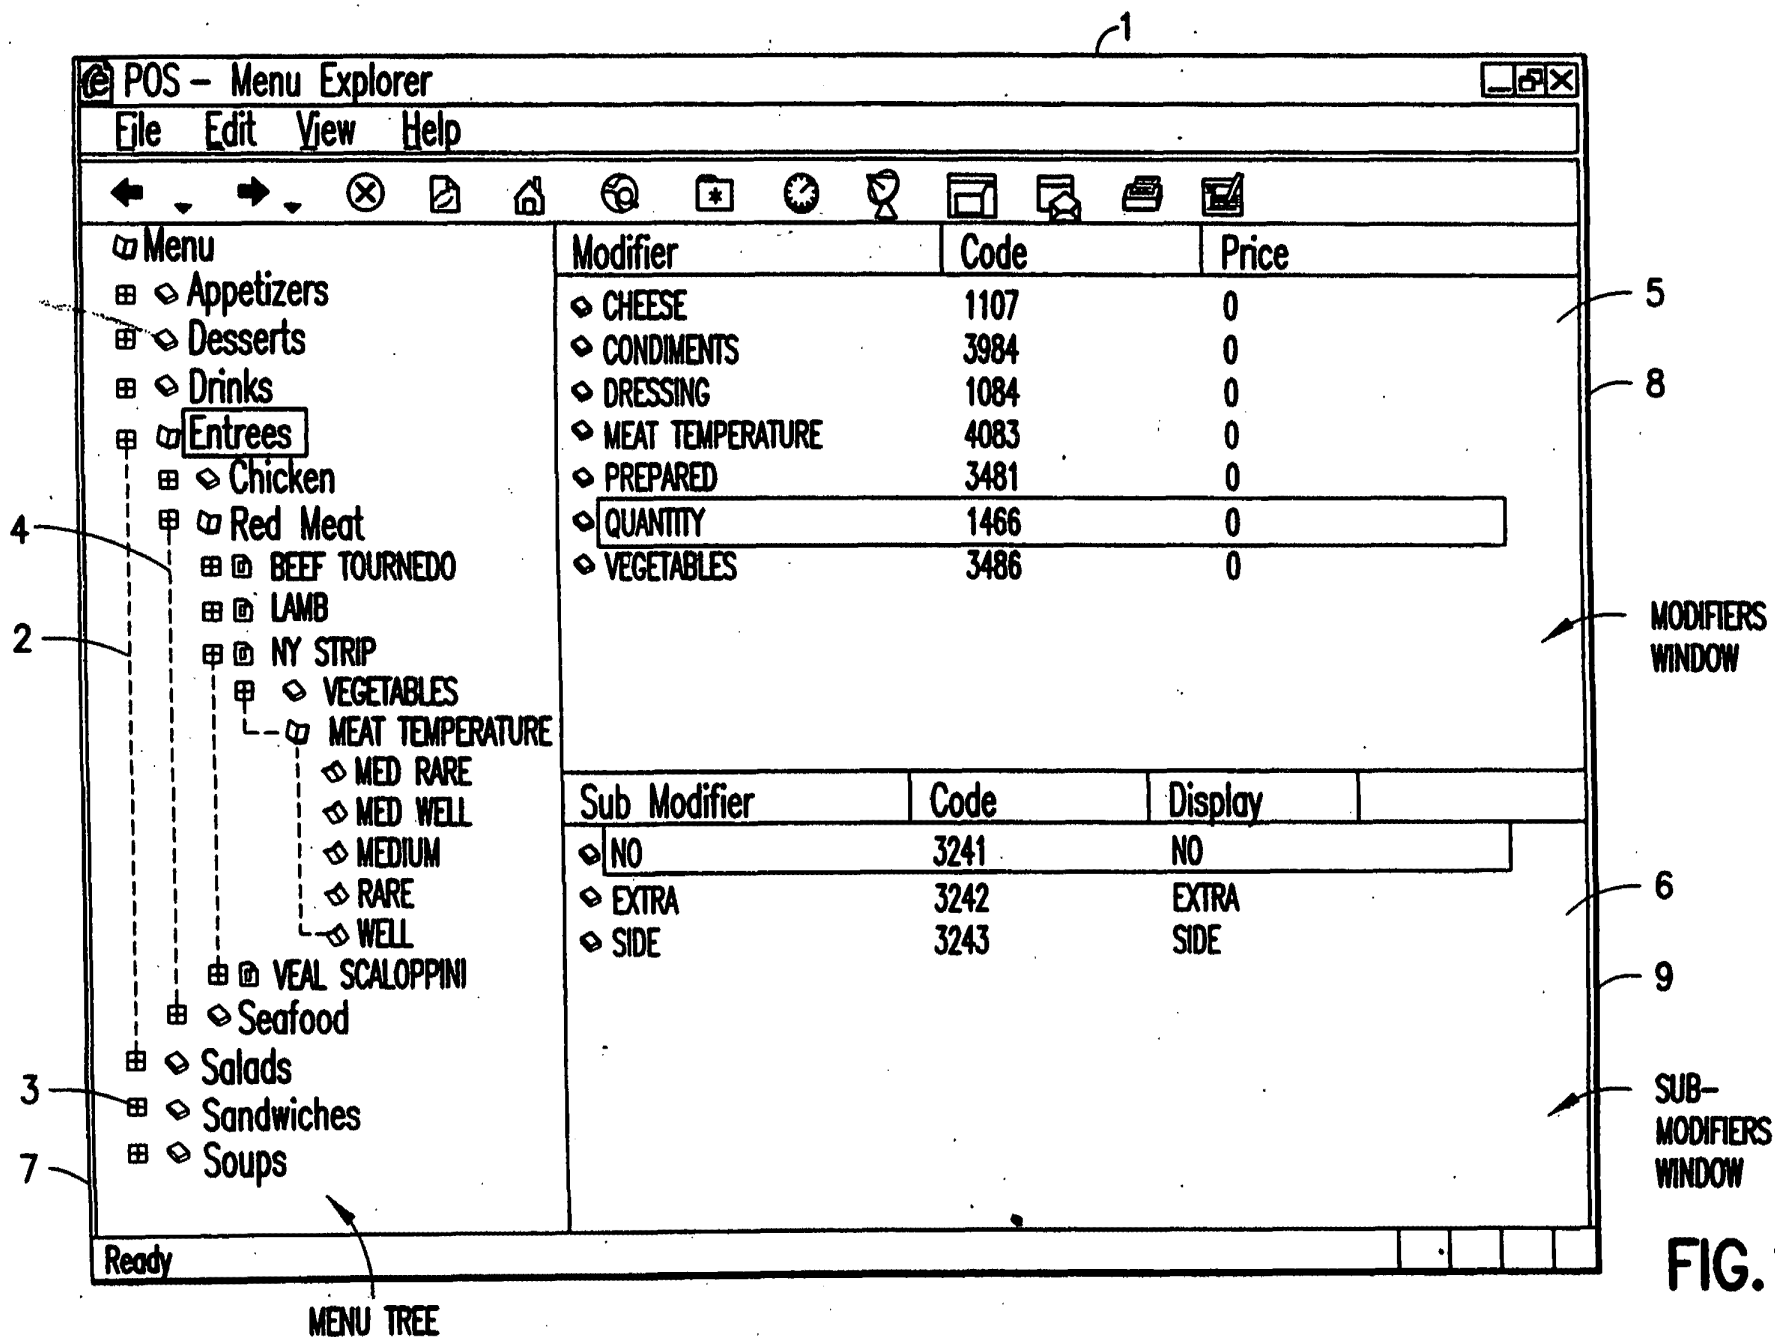 1
POS – Menu Explorer
File Edit View Help
Menu
Appetizers
Desserts
Drinks
Entrees
Chicken
Red Meat
BEEF TOURNEDO
LAMB
NY STRIP
VEGETABLES
MEAT TEMPERATURE
MED RARE
MED WELL
MEDIUM
RARE
WELL
VEAL SCALOPPINI
Seafood
Salads
Sandwiches
Soups
4
2
3
7
Modifier Code Price
CHEESE 1107 0
CONDIMENTS 3984 0
DRESSING 1084 0
MEAT TEMPERATURE 4083 0
PREPARED 3481 0
QUANTITY 1466 0
VEGETABLES 3486 0
5
8
MODIFIERS
WINDOW
Sub Modifier Code Display
NO 3241 NO
EXTRA 3242 EXTRA
SIDE 3243 SIDE
6
9
SUB–
MODIFIERS
WINDOW
Ready
MENU TREE
FIG.